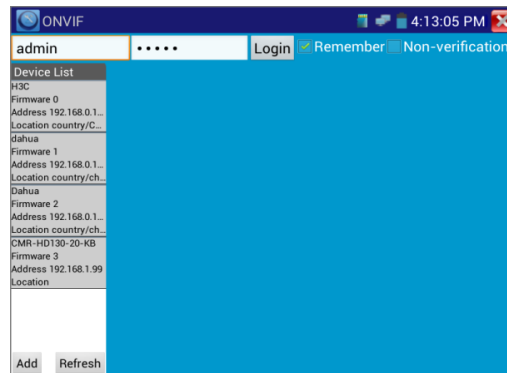 ONVIF 4:13:05 PM
admin ••••• Login Remember Non-verification
Device List
H3C
Firmware 0
Address 192.168.0.1...
Location country/C...
dahua
Firmware 1
Address 192.168.0.1...
Location country/ch...
Dahua
Firmware 2
Address 192.168.0.1...
Location country/ch...
CMR-HD130-20-KB
Firmware 3
Address 192.168.1.99
Location
Add Refresh